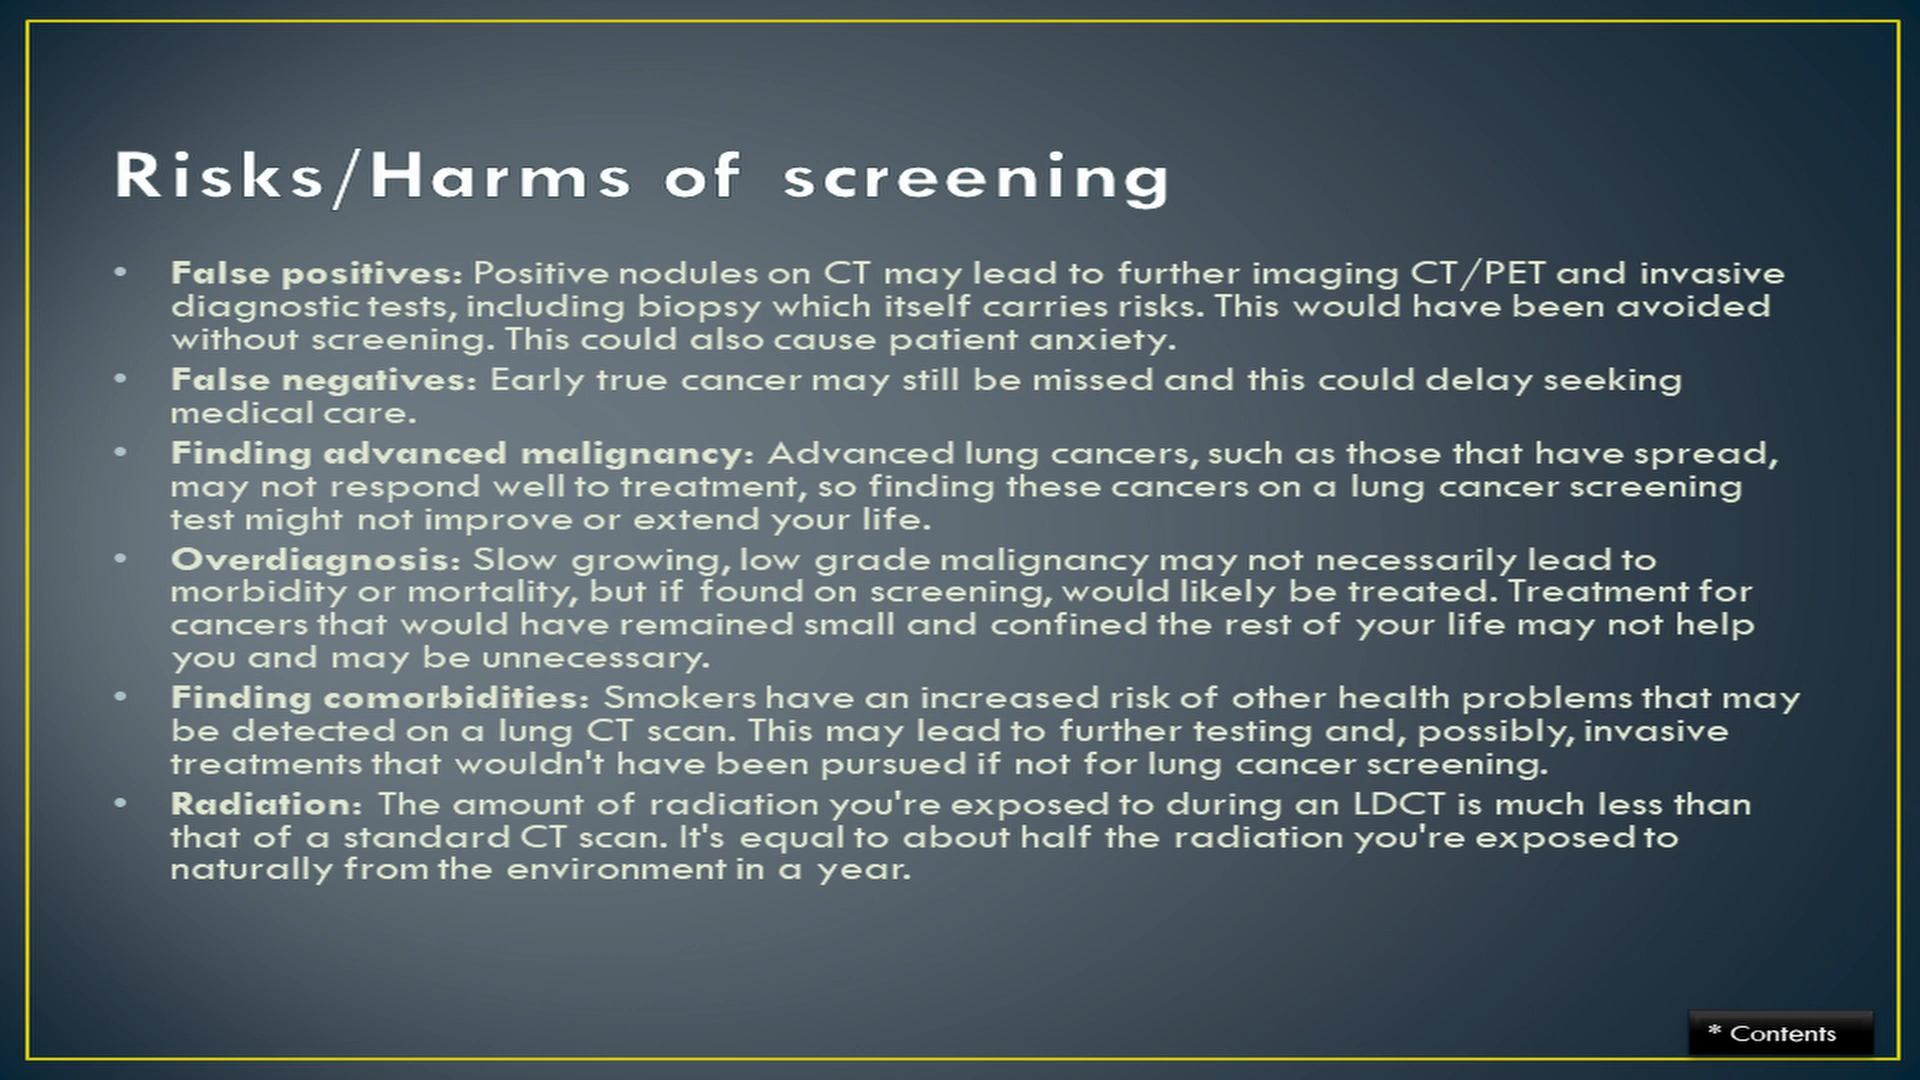 Risks/Harms of screening
• False positives: Positive nodules on CT may lead to further imaging CT/PET and invasive
diagnostic tests, including biopsy which itself carries risks. This would have been avoided
without screening. This could also cause patient anxiety.
• False negatives: Early true cancer may still be missed and this could delay seeking
medical care.
• Finding advanced malignancy: Advanced lung cancers, such as those that have spread,
may not respond well to treatment, so finding these cancers on a lung cancer screening
test might not improve or extend your life.
• Overdiagnosis: Slow growing, low grade malignancy may not necessarily lead to
morbidity or mortality, but if found on screening, would likely be treated. Treatment for
cancers that would have remained small and confined the rest of your life may not help
you and may be unnecessary.
• Finding comorbidities: Smokers have an increased risk of other health problems that may
be detected on a lung CT scan. This may lead to further testing and, possibly, invasive
treatments that wouldn't have been pursued if not for lung cancer screening.
• Radiation: The amount of radiation you're exposed to during an LDCT is much less than
that of a standard CT scan. It's equal to about half the radiation you're exposed to
naturally from the environment in a year.
* Contents